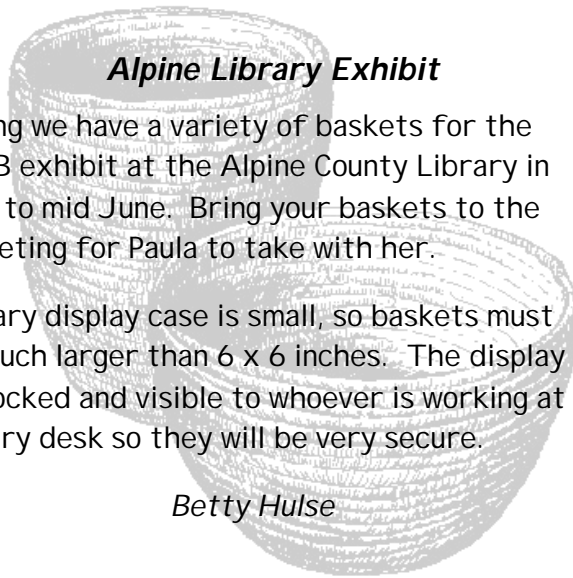 Alpine Library Exhibit
ng we have a variety of baskets for the
B exhibit at the Alpine County Library in
to mid June. Bring your baskets to the
eting for Paula to take with her.
ary display case is small, so baskets must
uch larger than 6 x 6 inches. The display
ocked and visible to whoever is working at
ry desk so they will be very secure.
Betty Hulse